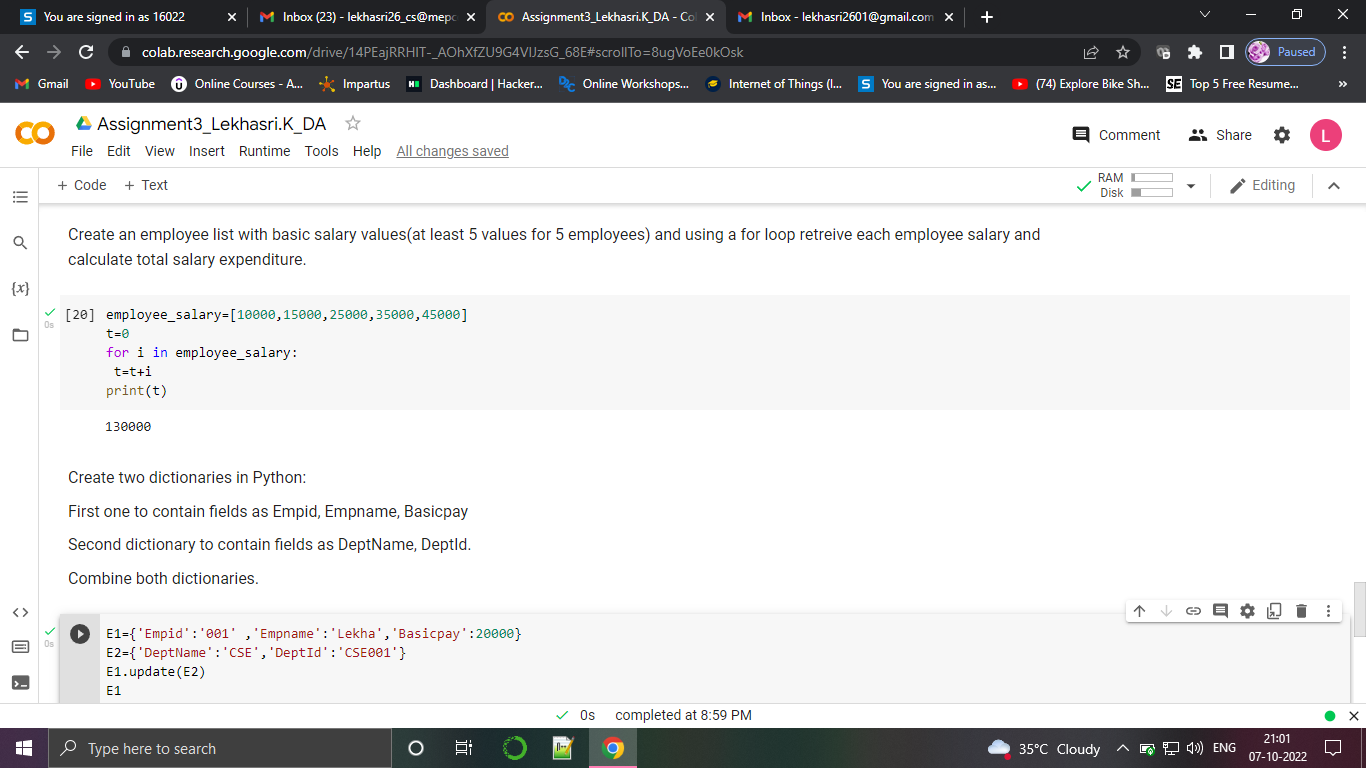 You are signed in as 16022
Inbox (23) - lekhasri26_cs@mepc
Assignment3_Lekhasri.K_DA - Col
Inbox - lekhasri2601@gmail.com
colab.research.google.com/drive/14PEajRRHlT-_AOhXfZU9G4VlJzsG_68E#scrollTo=8ugVoEe0kOsk
Paused
Gmail
YouTube
Online Courses - A...
Impartus
Dashboard | Hacker...
Online Workshops...
Internet of Things (I...
You are signed in as...
(74) Explore Bike Sh...
Top 5 Free Resume...
Assignment3_Lekhasri.K_DA
Comment
Share
L
File Edit View Insert Runtime Tools Help All changes saved
+ Code + Text
RAM
Disk
Editing
Create an employee list with basic salary values(at least 5 values for 5 employees) and using a for loop retreive each employee salary and
calculate total salary expenditure.
[20] employee_salary=[10000,15000,25000,35000,45000]
0s
t=0
for i in employee_salary:
t=t+i
print(t)
130000
Create two dictionaries in Python:
First one to contain fields as Empid, Empname, Basicpay
Second dictionary to contain fields as DeptName, DeptId.
Combine both dictionaries.
0s
E1={'Empid':'001' ,'Empname':'Lekha','Basicpay':20000}
E2={'DeptName':'CSE','DeptId':'CSE001'}
E1.update(E2)
E1
0s completed at 8:59 PM
Type here to search
35°C Cloudy
ENG
21:01
07-10-2022